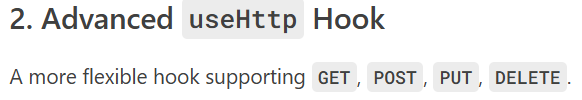 2. Advanced useHttp Hook
A more flexible hook supporting GET, POST, PUT, DELETE.